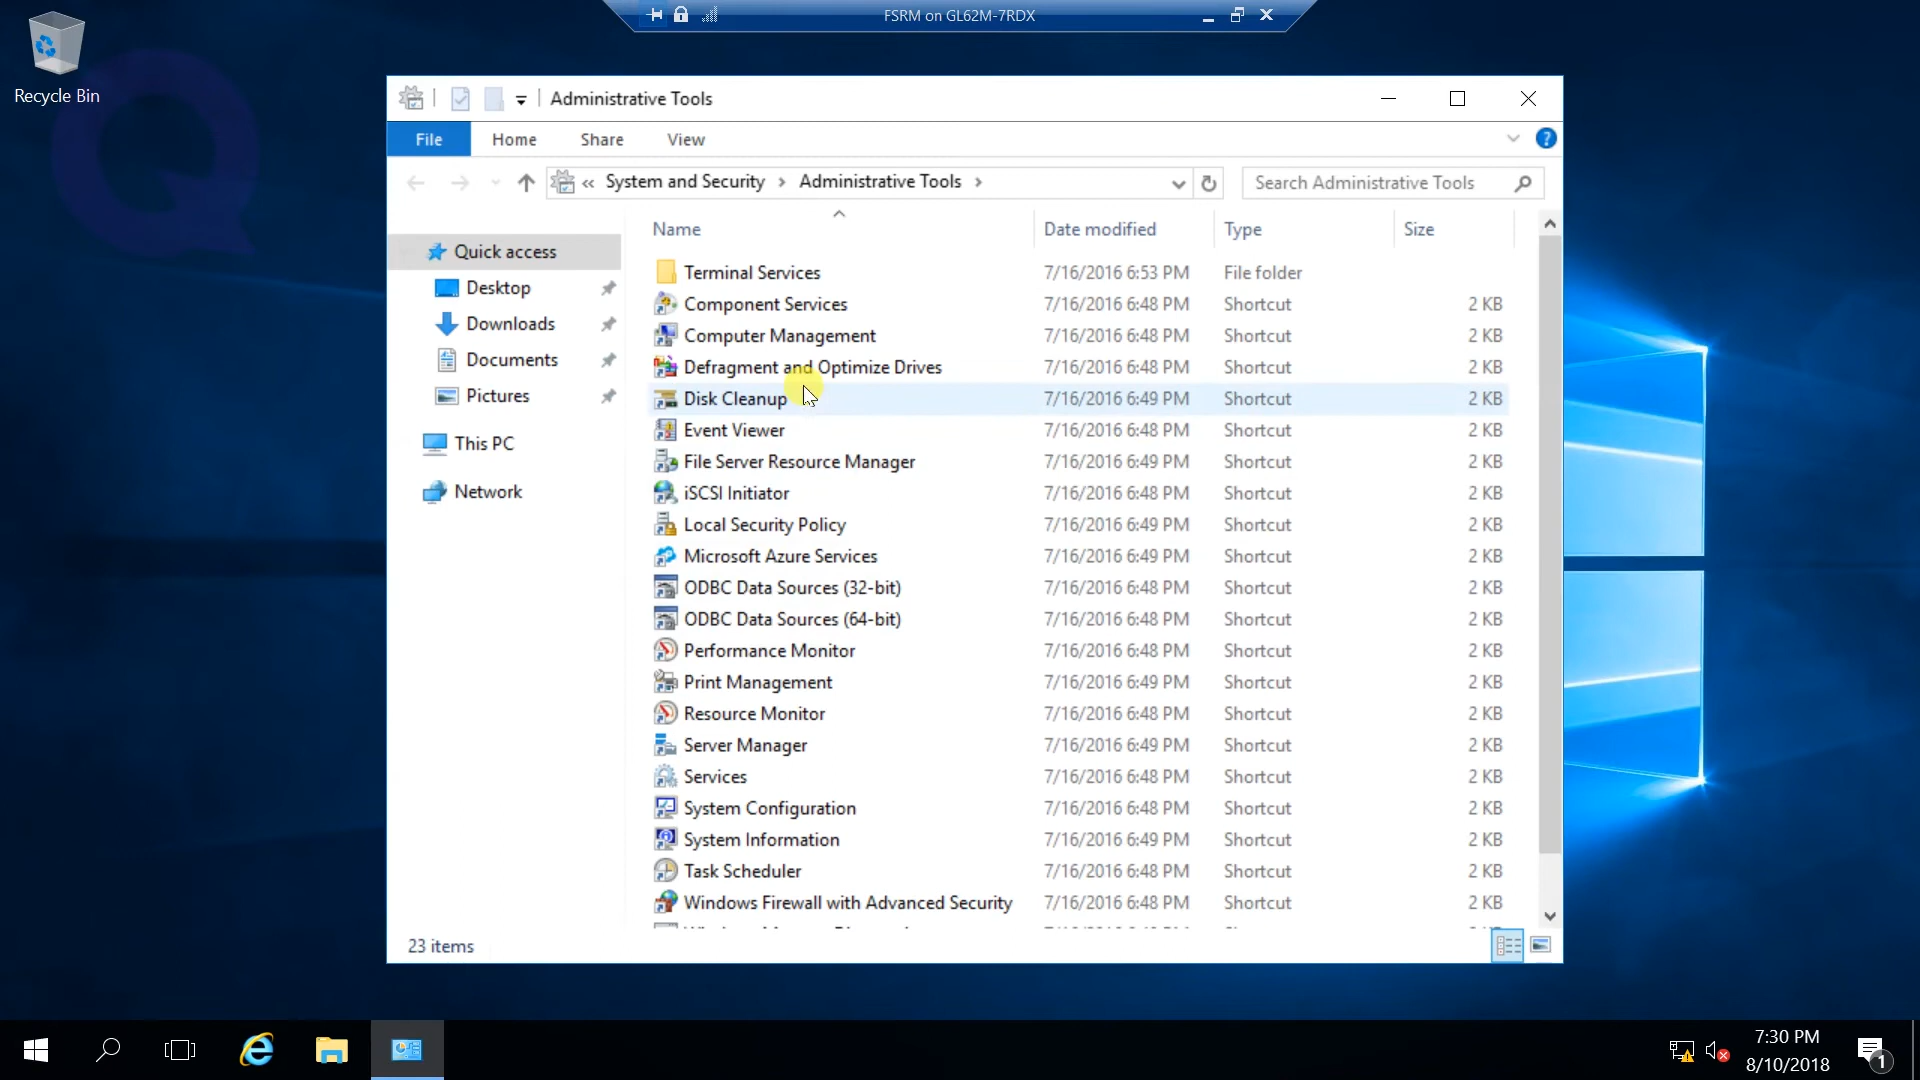 FSRM on GL62M-7RDX
Recycle Bin
Administrative Tools
File Home Share View
« System and Security › Administrative Tools ›
Search Administrative Tools
Name Date modified Type Size
Quick access
Desktop
Downloads
Documents
Pictures
This PC
Network
Terminal Services 7/16/2016 6:53 PM File folder
Component Services 7/16/2016 6:48 PM Shortcut 2 KB
Computer Management 7/16/2016 6:48 PM Shortcut 2 KB
Defragment and Optimize Drives 7/16/2016 6:48 PM Shortcut 2 KB
Disk Cleanup 7/16/2016 6:49 PM Shortcut 2 KB
Event Viewer 7/16/2016 6:48 PM Shortcut 2 KB
File Server Resource Manager 7/16/2016 6:49 PM Shortcut 2 KB
iSCSI Initiator 7/16/2016 6:48 PM Shortcut 2 KB
Local Security Policy 7/16/2016 6:49 PM Shortcut 2 KB
Microsoft Azure Services 7/16/2016 6:49 PM Shortcut 2 KB
ODBC Data Sources (32-bit) 7/16/2016 6:48 PM Shortcut 2 KB
ODBC Data Sources (64-bit) 7/16/2016 6:48 PM Shortcut 2 KB
Performance Monitor 7/16/2016 6:48 PM Shortcut 2 KB
Print Management 7/16/2016 6:49 PM Shortcut 2 KB
Resource Monitor 7/16/2016 6:48 PM Shortcut 2 KB
Server Manager 7/16/2016 6:49 PM Shortcut 2 KB
Services 7/16/2016 6:48 PM Shortcut 2 KB
System Configuration 7/16/2016 6:48 PM Shortcut 2 KB
System Information 7/16/2016 6:49 PM Shortcut 2 KB
Task Scheduler 7/16/2016 6:48 PM Shortcut 2 KB
Windows Firewall with Advanced Security 7/16/2016 6:48 PM Shortcut 2 KB
23 items
7:30 PM
8/10/2018
1